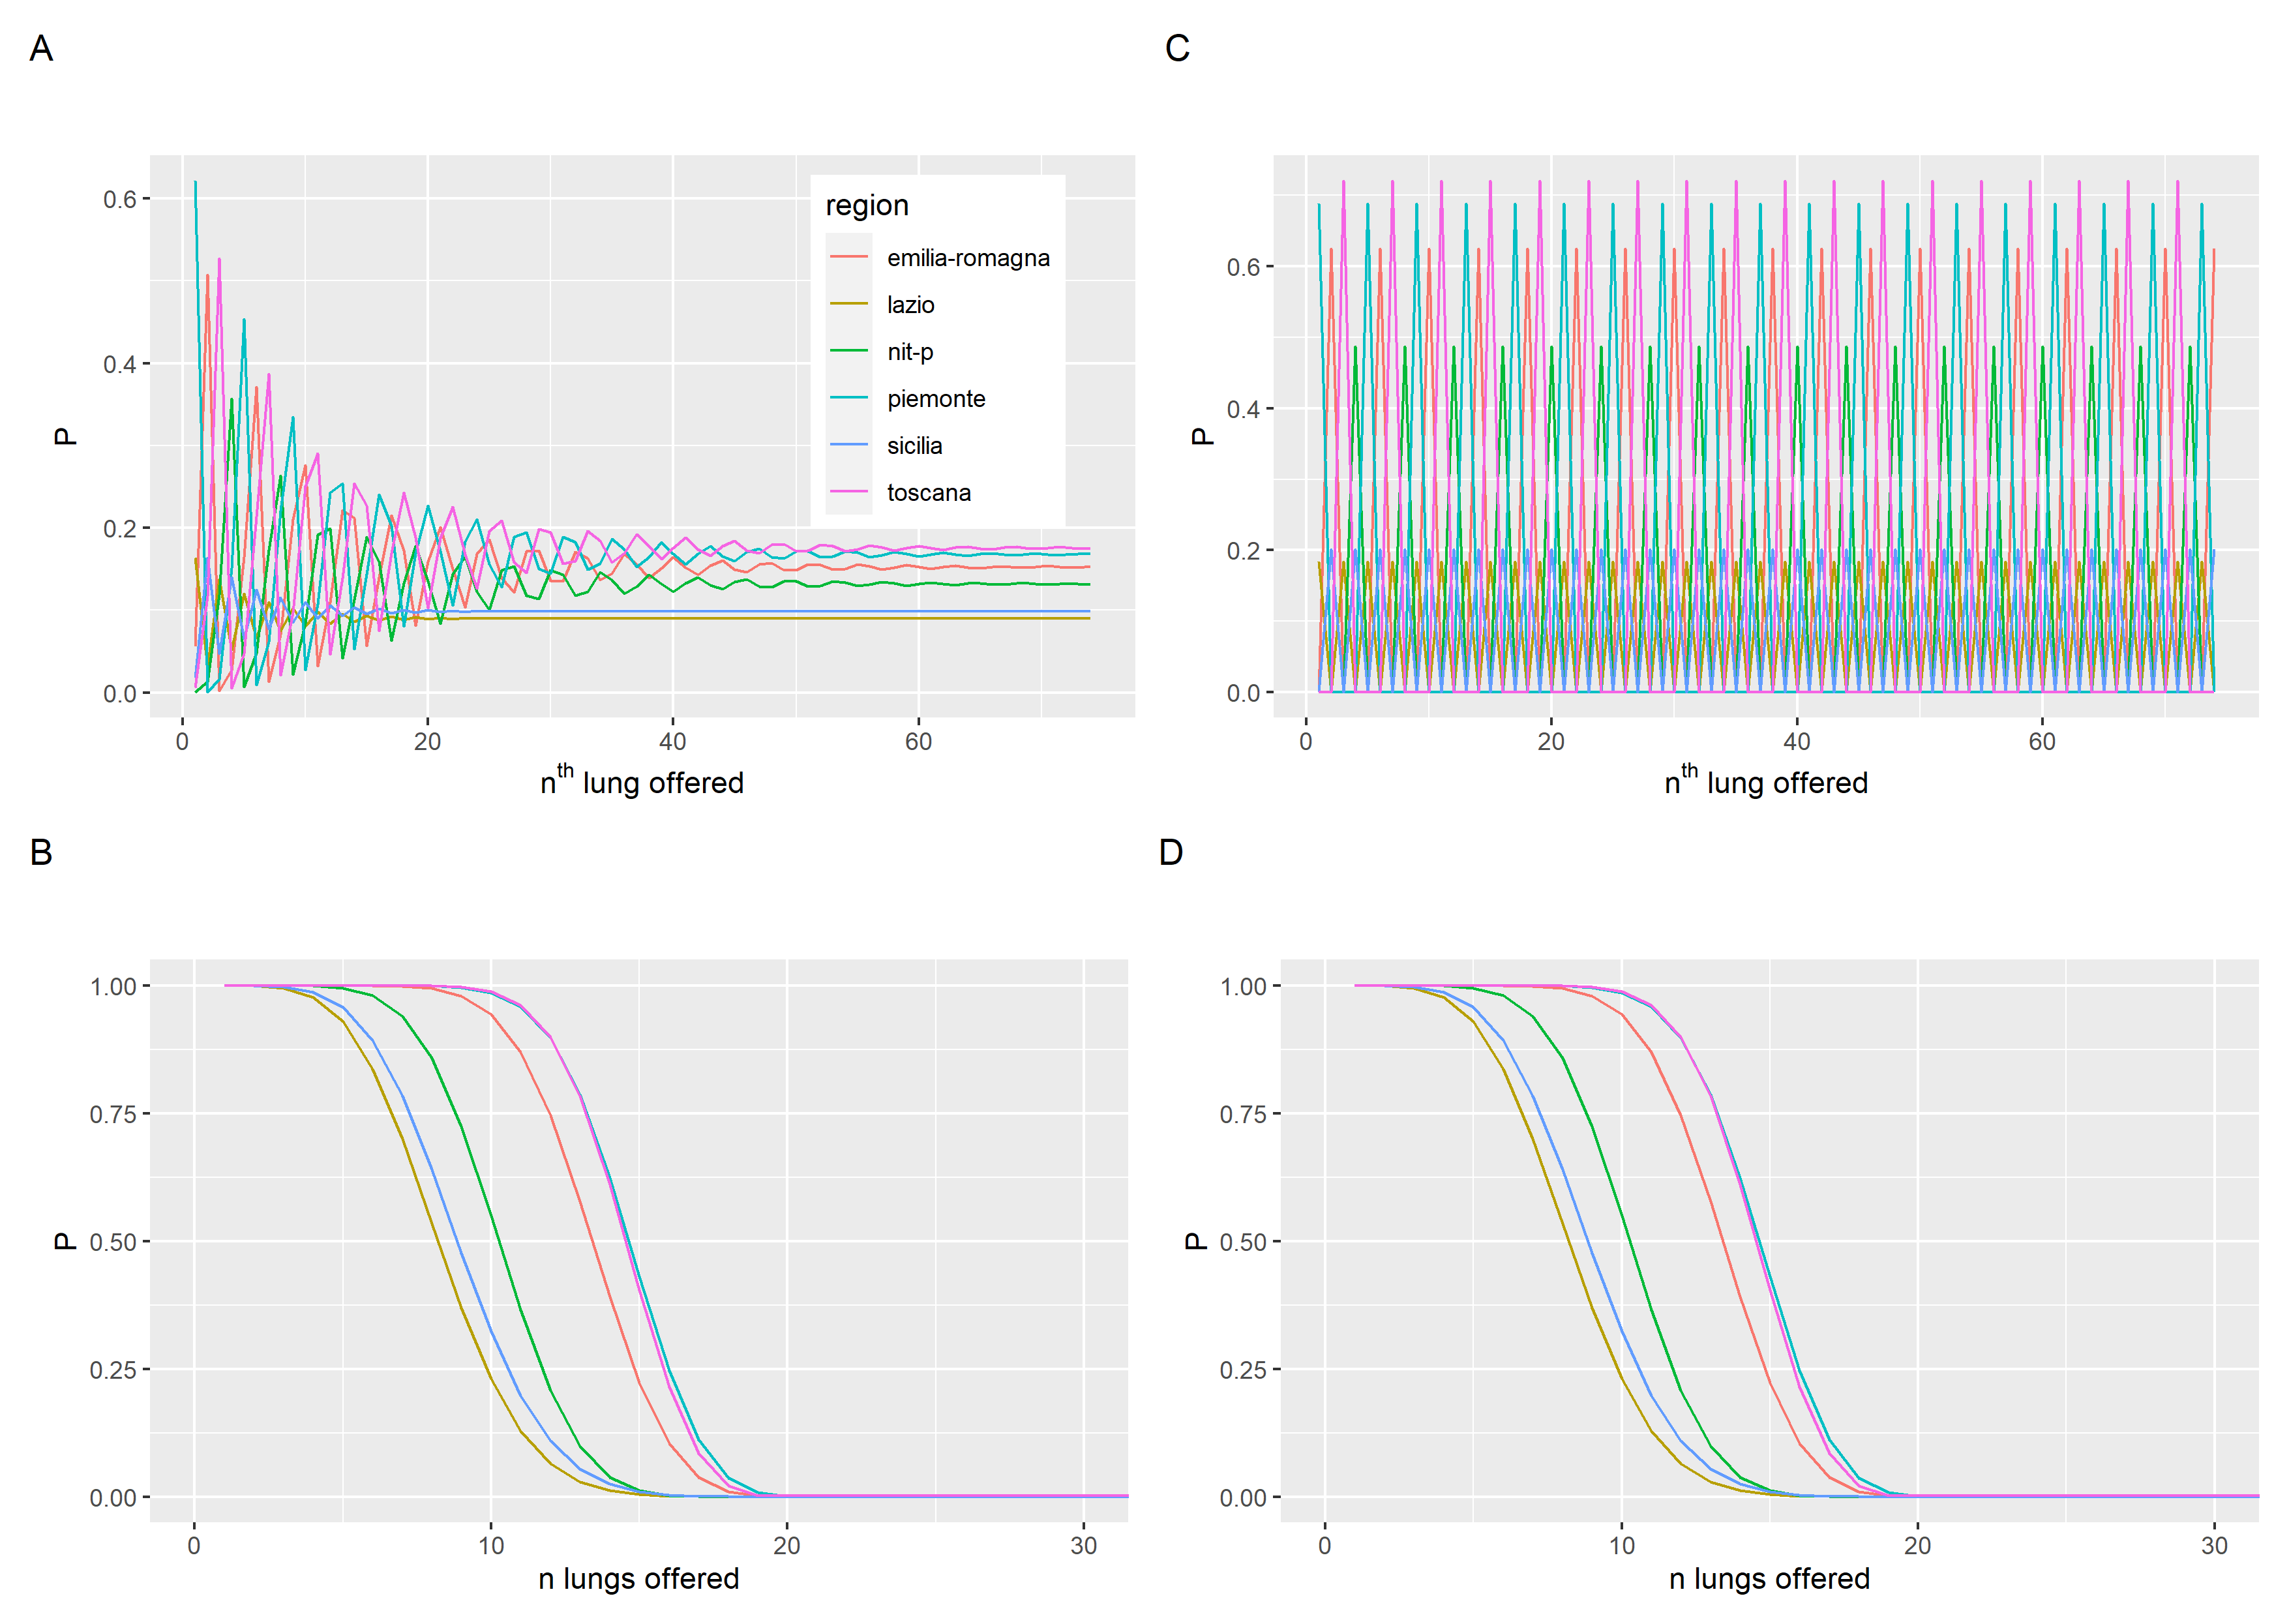 A
P
0.6
0.4
0.2
0.0
0 20 40 60
nth lung offered
region
emilia-romagna
lazio
nit-p
piemonte
sicilia
toscana
C
P
0.6
0.4
0.2
0.0
0 20 40 60
nth lung offered
B
P
1.00
0.75
0.50
0.25
0.00
0 10 20 30
n lungs offered
D
P
1.00
0.75
0.50
0.25
0.00
0 10 20 30
n lungs offered